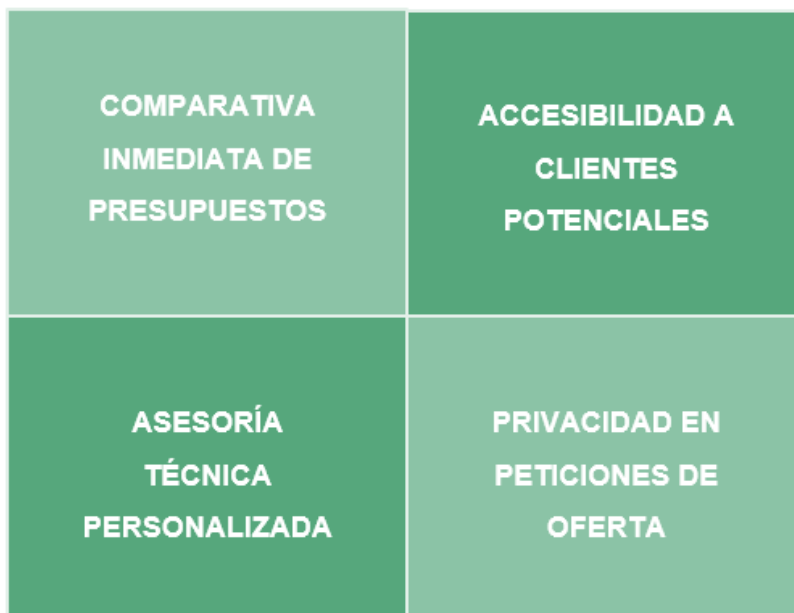 COMPARATIVA
INMEDIATA DE
PRESUPUESTOS
ACCESIBILIDAD A
CLIENTES
POTENCIALES
ASESORÍA
TÉCNICA
PERSONALIZADA
PRIVACIDAD EN
PETICIONES DE
OFERTA